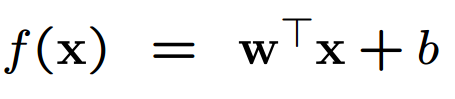 f(𝐱) = 𝐰⊤𝐱 + b